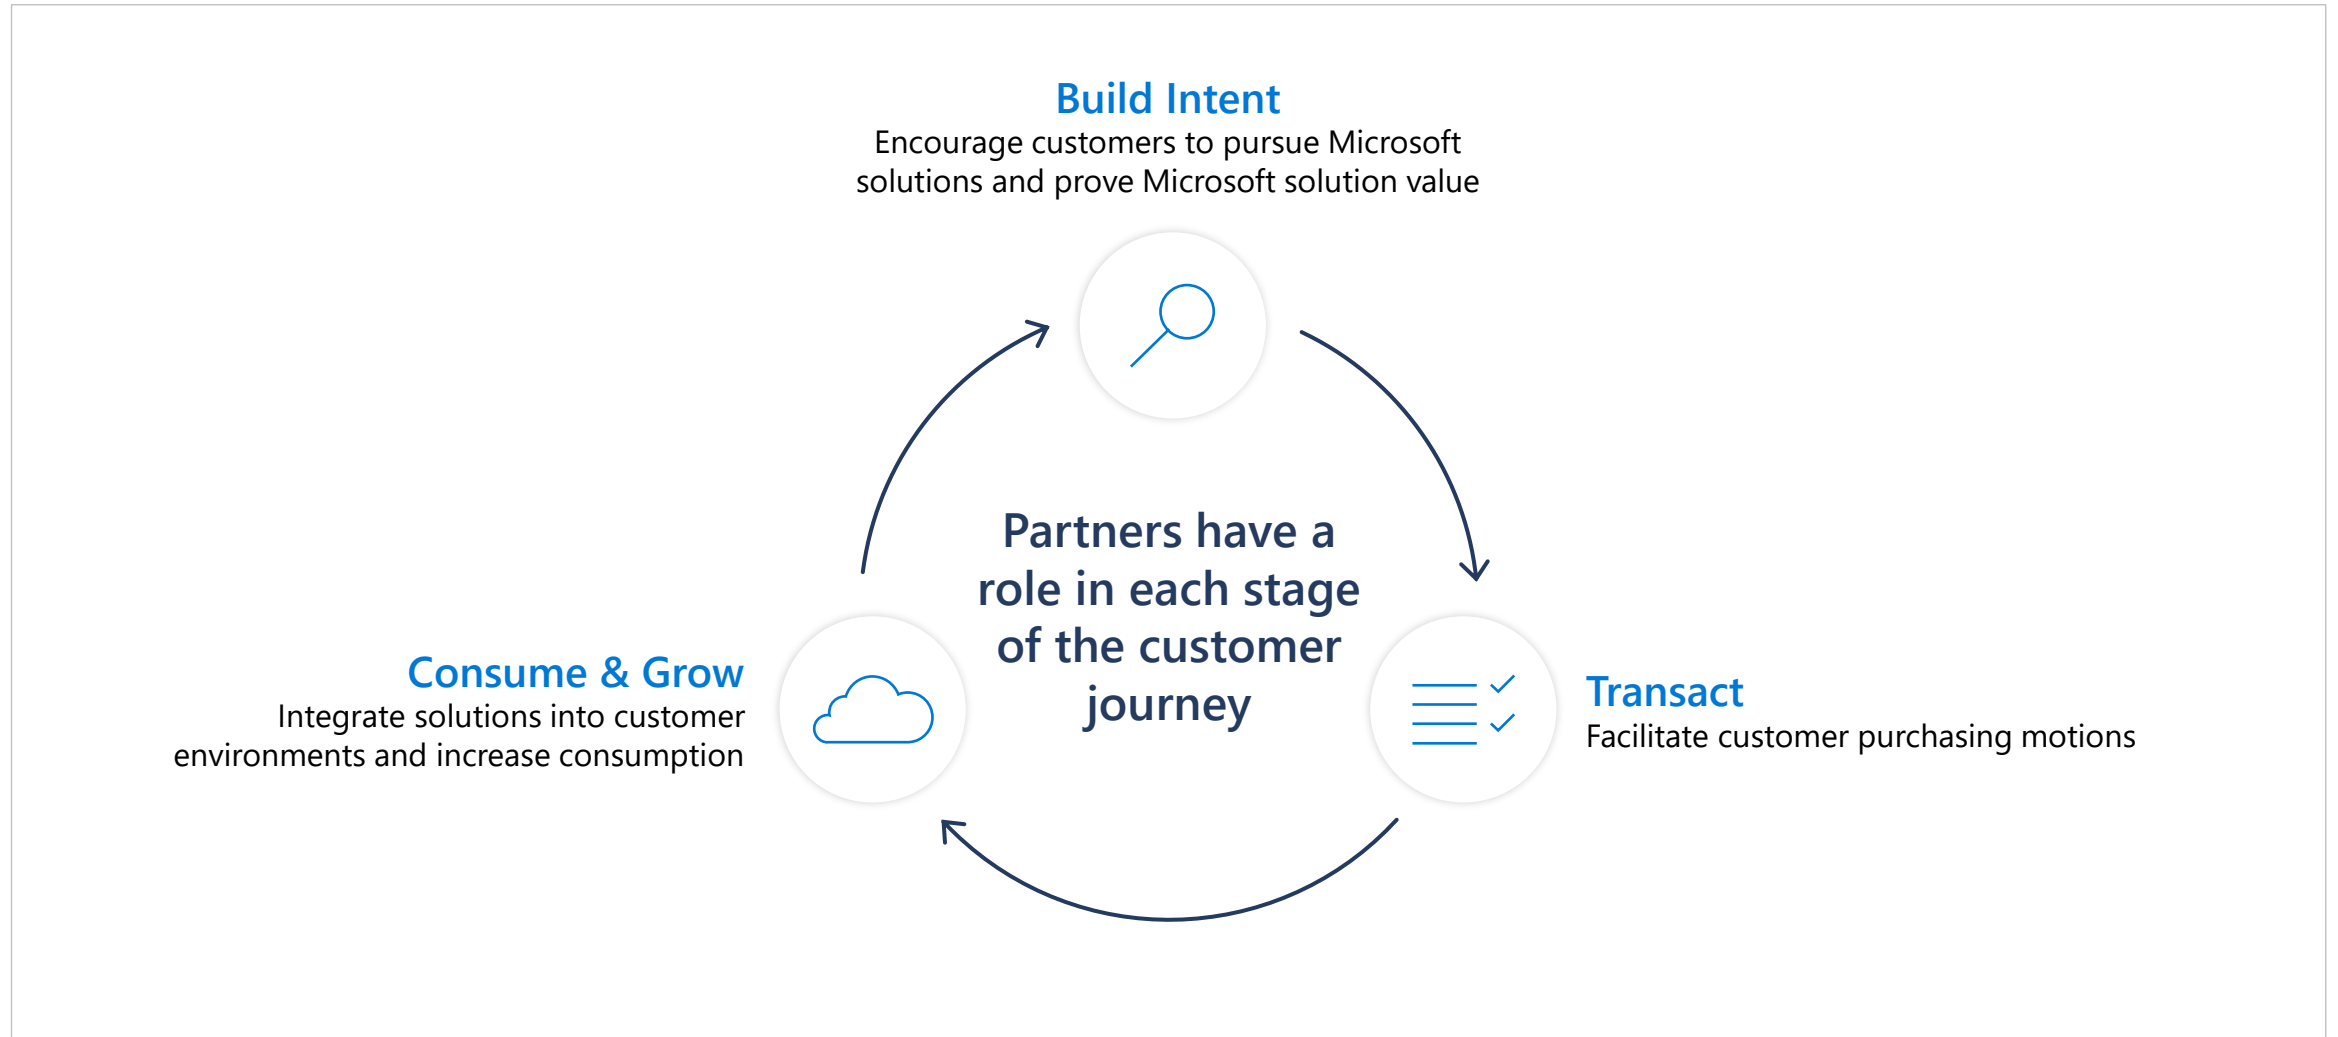 Build Intent
Encourage customers to pursue Microsoft
solutions and prove Microsoft solution value
Partners have a
role in each stage
of the customer
journey
Consume & Grow
Integrate solutions into customer
environments and increase consumption
Transact
Facilitate customer purchasing motions